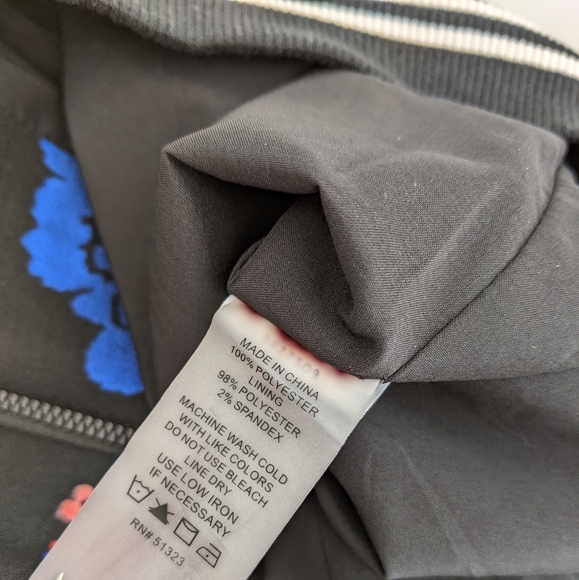 MADE IN CHINA
100% POLYESTER
LINING
98% POLYESTER
2% SPANDEX
MACHINE WASH COLD
WITH LIKE COLORS
DO NOT USE BLEACH
LINE DRY
USE LOW IRON
IF NECESSARY
RN# 51323